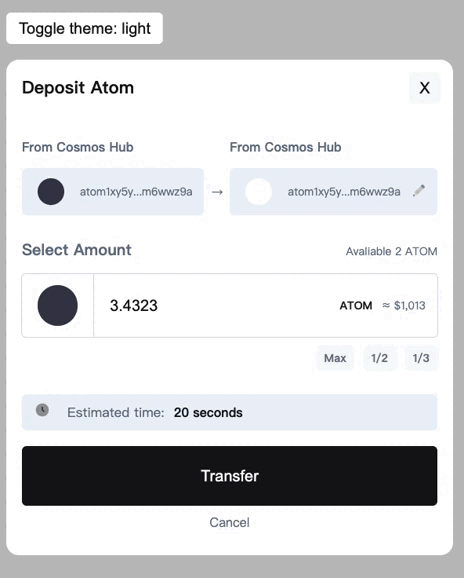 Toggle theme: light
Deposit Atom X
From Cosmos Hub From Cosmos Hub
atom1xy5y...m6wwz9a → atom1xy5y...m6wwz9a
Select Amount Avaliable 2 ATOM
3.4323 ATOM ≈ $1,013
Max 1/2 1/3
Estimated time: 20 seconds
Transfer
Cancel